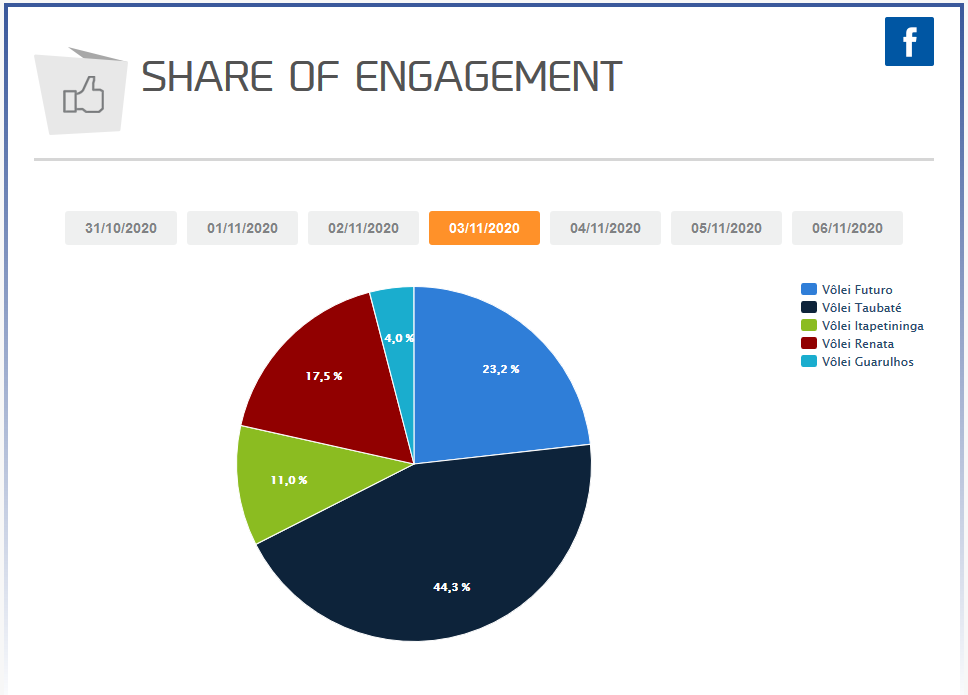 SHARE OF ENGAGEMENT
f
31/10/2020 01/11/2020 02/11/2020 03/11/2020 04/11/2020 05/11/2020 06/11/2020
Vôlei Futuro
Vôlei Taubaté
Vôlei Itapetininga
Vôlei Renata
Vôlei Guarulhos
4,0 %
23,2 %
17,5 %
11,0 %
44,3 %